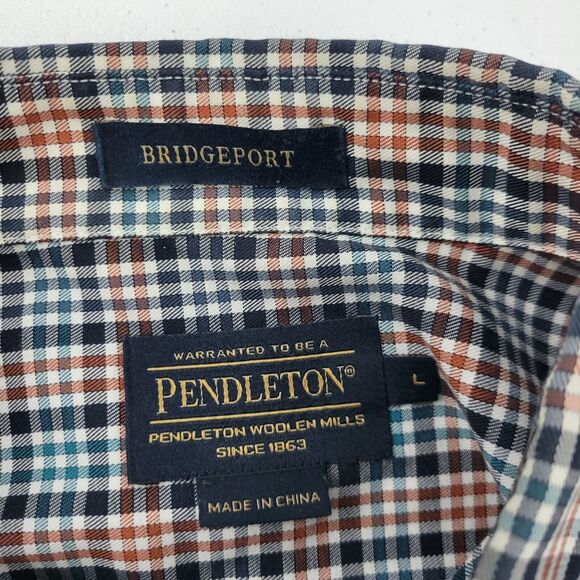 BRIDGEPORT
WARRANTED TO BE A
PENDLETON®
PENDLETON WOOLEN MILLS
SINCE 1863
L
MADE IN CHINA